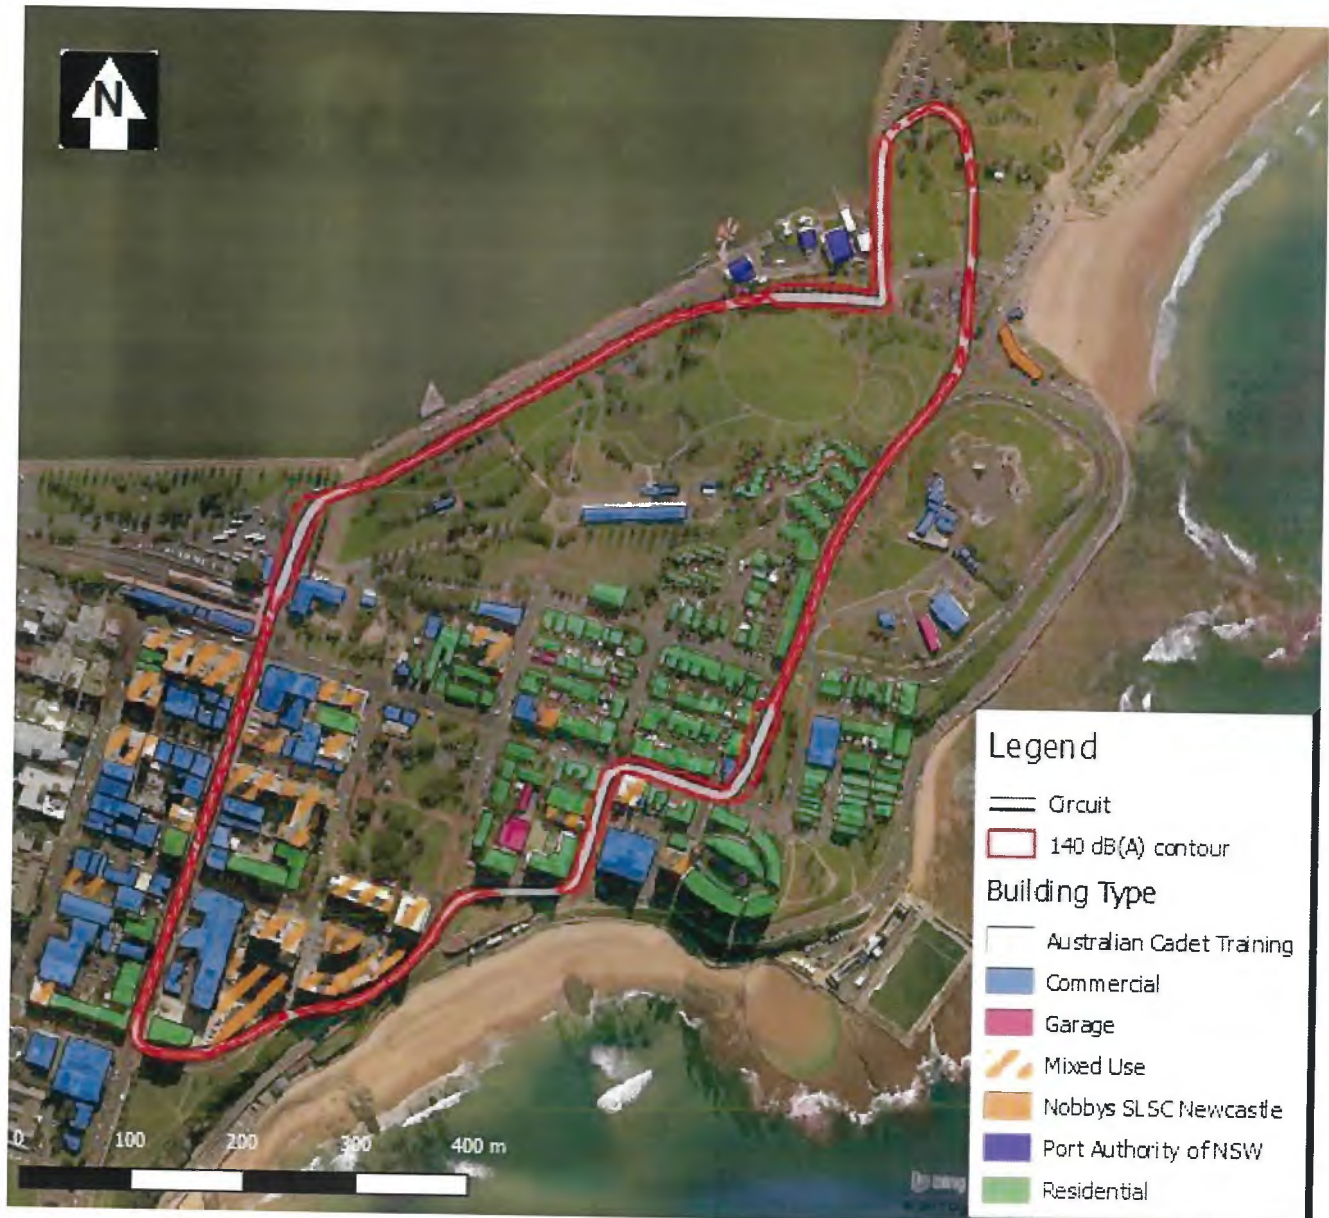 N
Legend
Circuit
140 dB(A) contour
Building Type
Australian Cadet Training
Commercial
Garage
Mixed Use
Nobbys SLSC Newcastle
Port Authority of NSW
Residential
0 100 200 300 400 m
bing